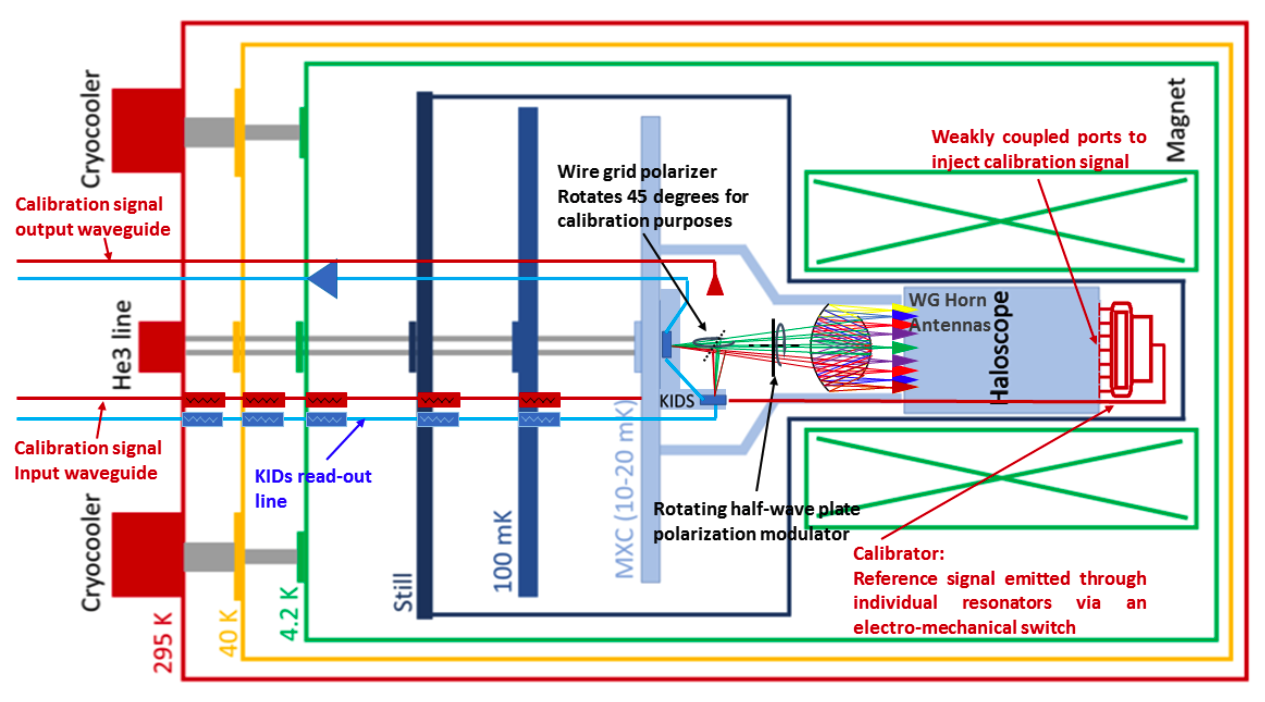 Cryocooler
Magnet
Weakly coupled ports to
inject calibration signal
Wire grid polarizer
Rotates 45 degrees for
calibration purposes
Calibration signal
output waveguide
He3 line
WG Horn
Antennas
Haloscope
KIDS
Calibration signal
Input waveguide
KIDs read-out
line
Rotating half-wave plate
polarization modulator
Cryocooler
295 K
40 K
4.2 K
Still
100 mK
MXC (10-20 mK)
Calibrator:
Reference signal emitted through
individual resonators via an
electro-mechanical switch